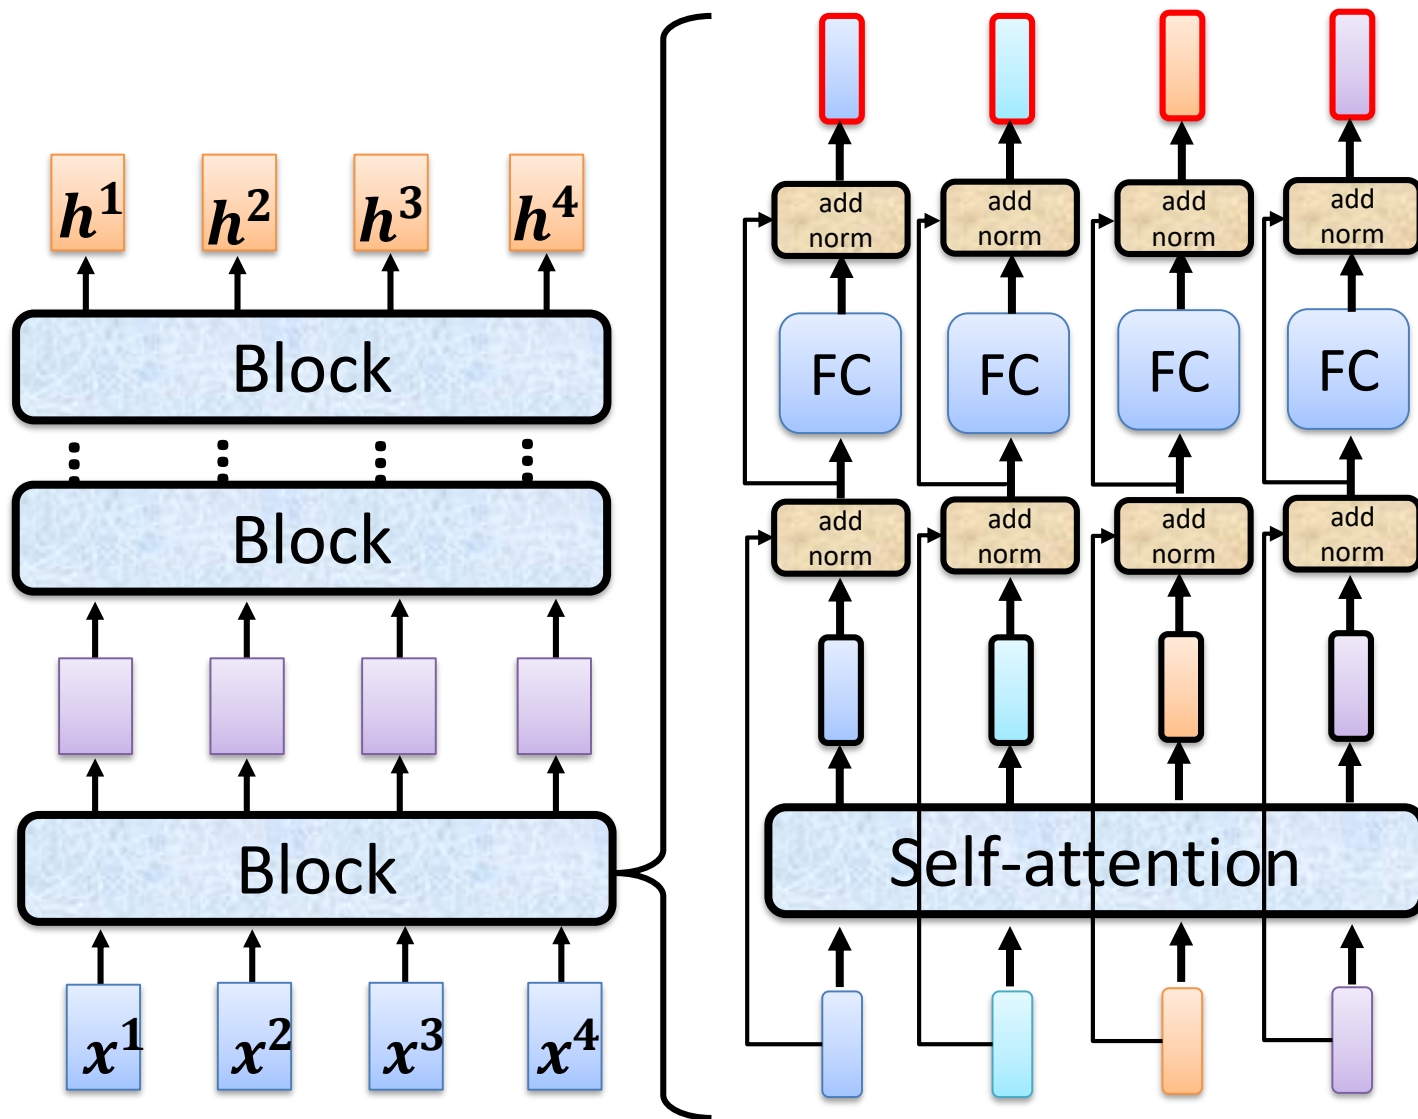 h¹ h² h³ h⁴
Block
Block
Block
x¹ x² x³ x⁴
add add add add
norm norm norm norm
FC FC FC FC
add add add add
norm norm norm norm
Self-attention